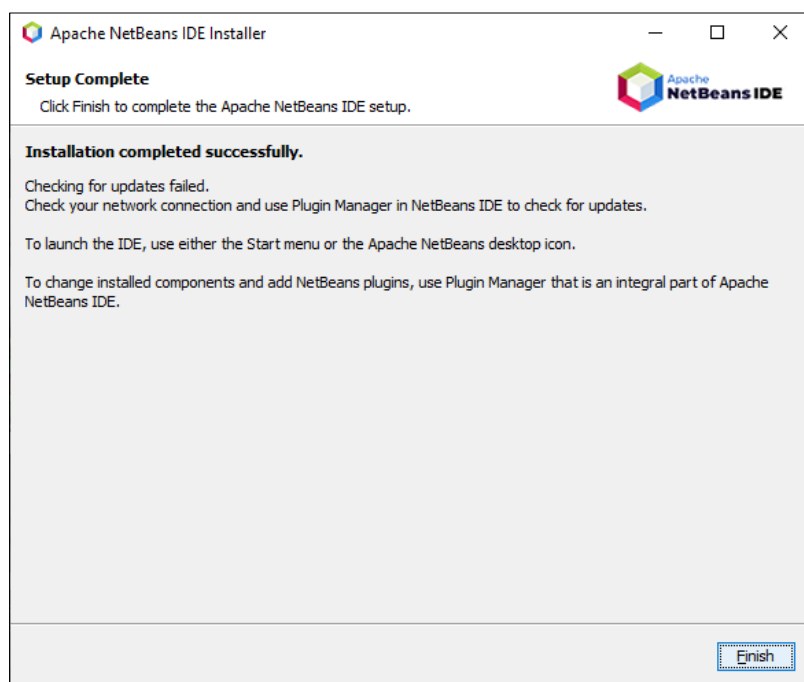 Apache NetBeans IDE Installer
Setup Complete
Click Finish to complete the Apache NetBeans IDE setup.
Apache
NetBeans IDE
Installation completed successfully.
Checking for updates failed.
Check your network connection and use Plugin Manager in NetBeans IDE to check for updates.
To launch the IDE, use either the Start menu or the Apache NetBeans desktop icon.
To change installed components and add NetBeans plugins, use Plugin Manager that is an integral part of Apache
NetBeans IDE.
Finish